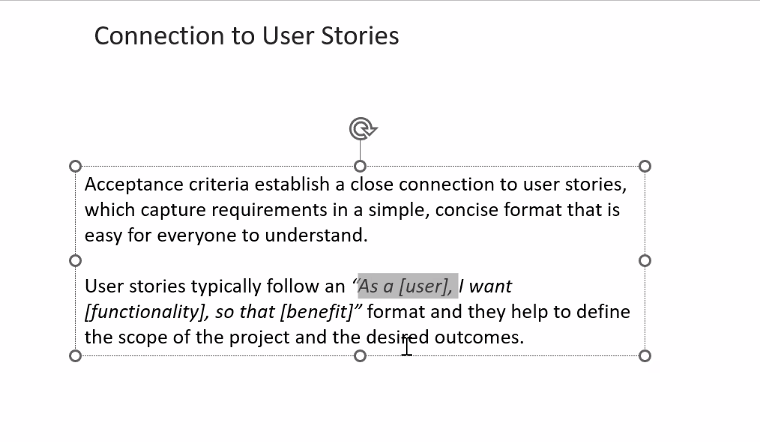 Connection to User Stories
Acceptance criteria establish a close connection to user stories,
which capture requirements in a simple, concise format that is
easy for everyone to understand.
User stories typically follow an “As a [user], I want
[functionality], so that [benefit]” format and they help to define
the scope of the project and the desired outcomes.